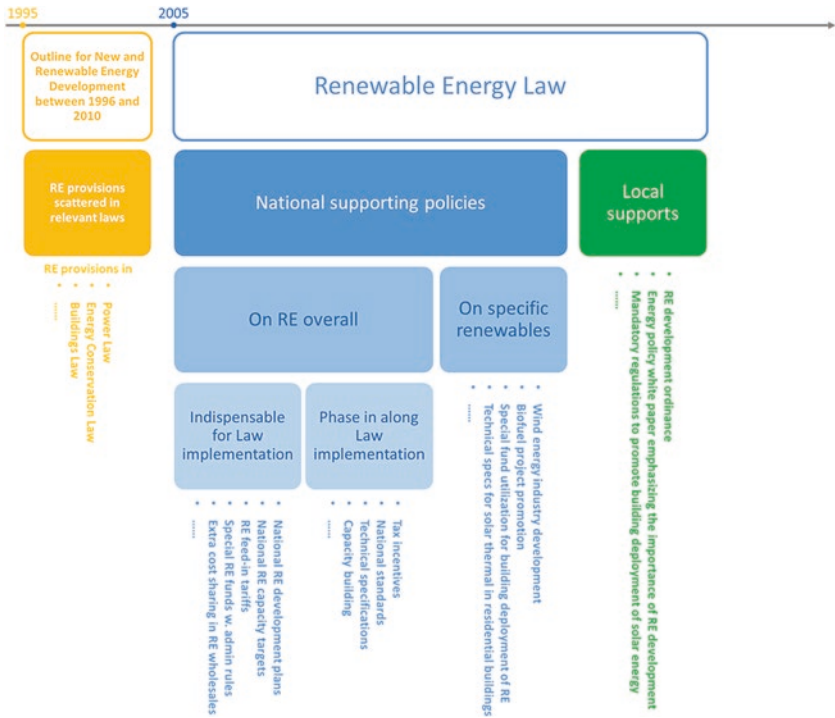 1995
2005
Outline for New and
Renewable Energy
Development
between 1996 and
2010
Renewable Energy Law
RE provisions
scattered in
relevant laws
National supporting policies
Local
supports
RE provisions in
• Power Law
• Energy Conservation Law
• Buildings Law
• ......
On RE overall
On specific
renewables
• RE development ordinance
• Energy policy white paper emphasizing the importance of RE development
• Mandatory regulations to promote building deployment of solar energy
• ......
Indispensable
for Law
implementation
Phase in along
Law
implementation
• Wind energy industry development
• Biofuel project promotion
• Special fund utilization for building deployment of RE
• Technical specs for solar thermal in residential buildings
• ......
• National RE development plans
• National RE capacity targets
• RE feed-in tariffs
• Special RE funds w. admin rules
• Extra cost sharing in RE wholesales
• ......
• Tax incentives
• National standards
• Technical specifications
• Capacity building
• ......